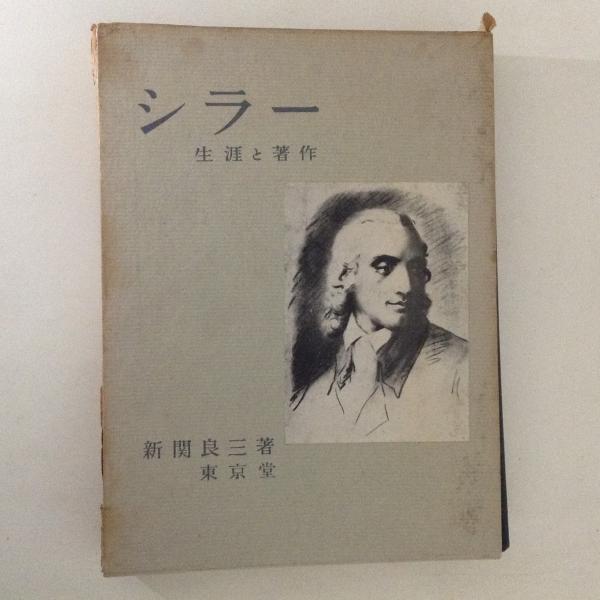 シラー
生涯と著作
新関良三著
東京堂